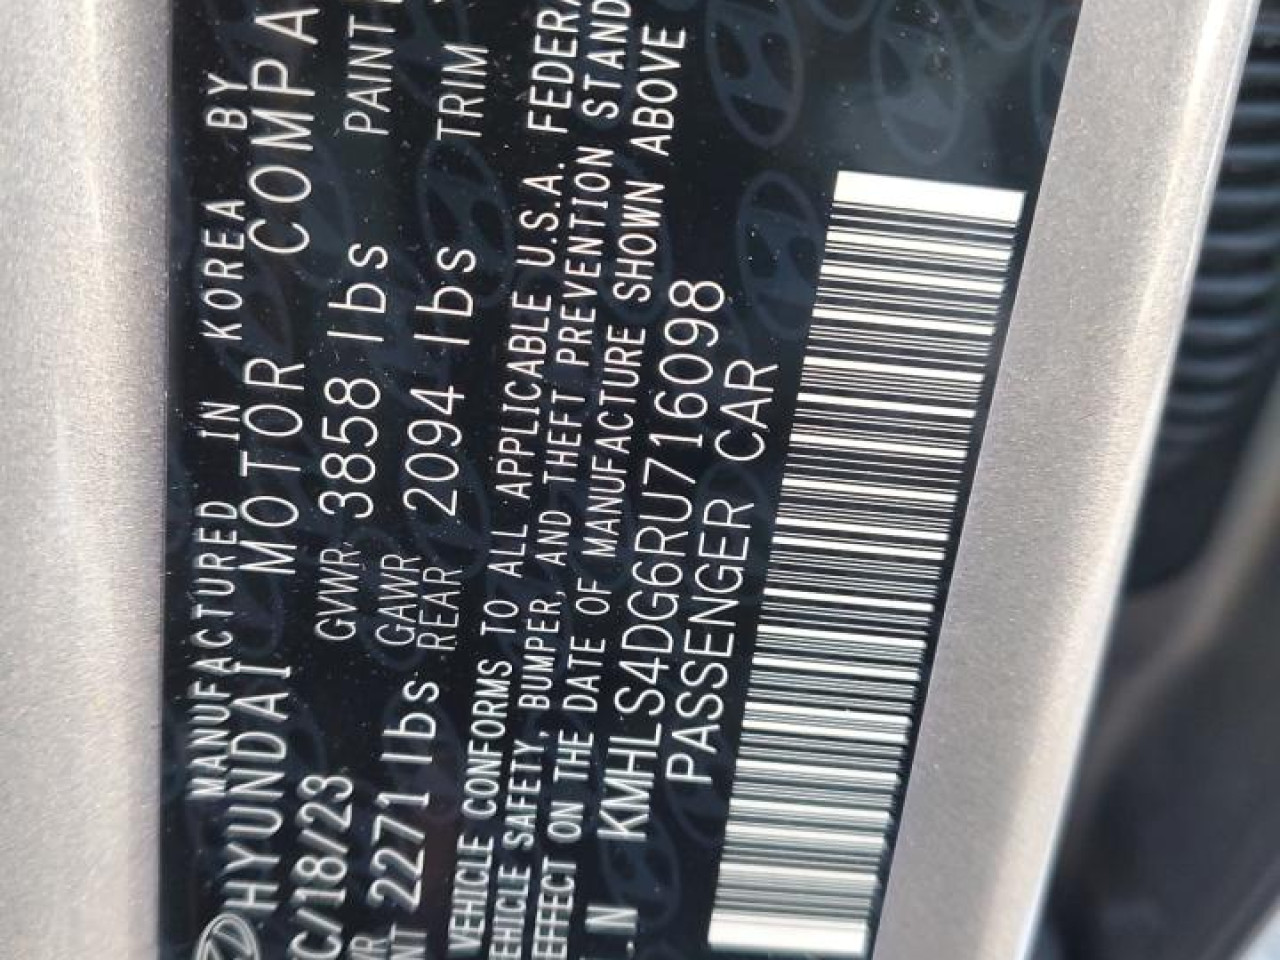 MANUFACTURED IN KOREA BY
HYUNDAI MOTOR COMPA
C/18/23 GVWR 3858 lbs PAINT
2271 lbs GAWR REAR 2094 lbs TRIM
VEHICLE CONFORMS TO ALL APPLICABLE U.S.A. FEDERA
EHICLE SAFETY, BUMPER, AND THEFT PREVENTION STAND
EFFECT ON THE DATE OF MANUFACTURE SHOWN ABOVE
.N KMHLS4DG6RU716098
PASSENGER CAR